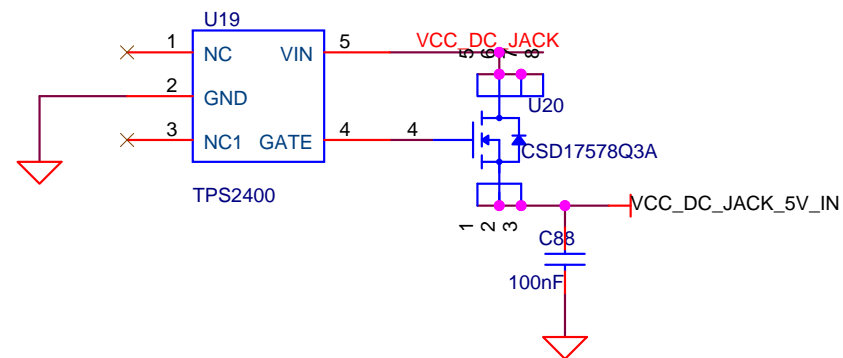 U19
VCC_DC_JACK
1
NC
VIN
5
5
6
7
8
2
GND
U20
3
NC1
GATE
4
4
CSD17578Q3A
TPS2400
1
2
3
VCC_DC_JACK_5V_IN
C88
100nF